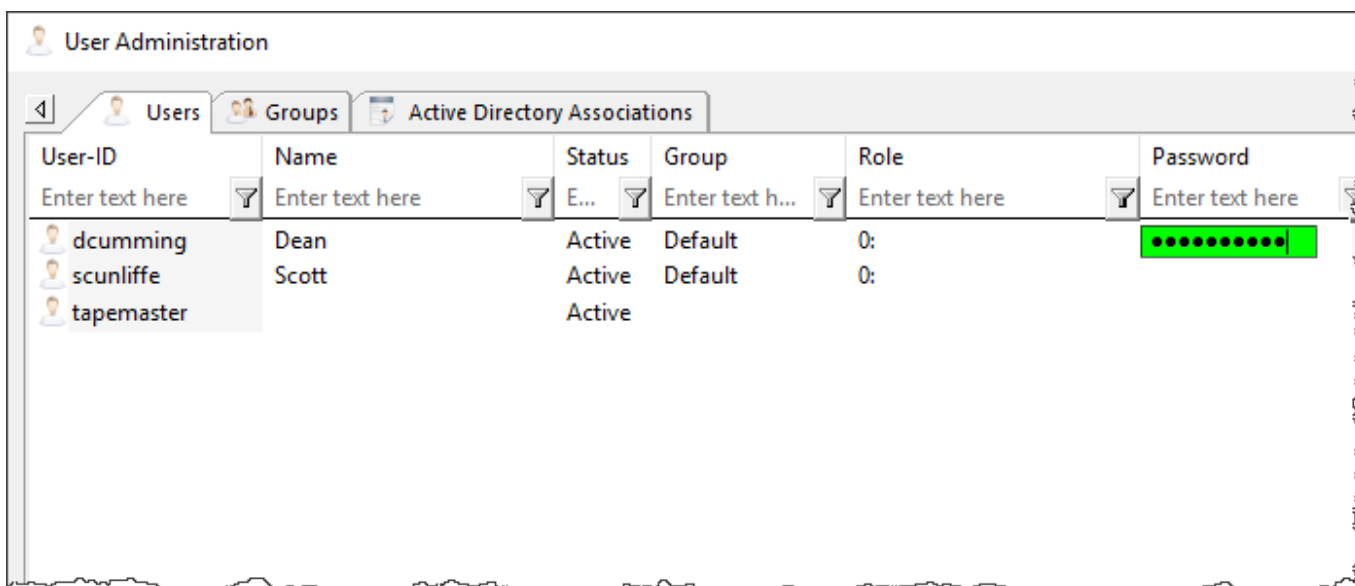 User Administration
Users Groups Active Directory Associations
User-ID Name Status Group Role Password
Enter text here Enter text here E... Enter text h... Enter text here Enter text here
dcumming Dean Active Default 0: ●●●●●●●●●●
scunliffe Scott Active Default 0:
tapemaster Active